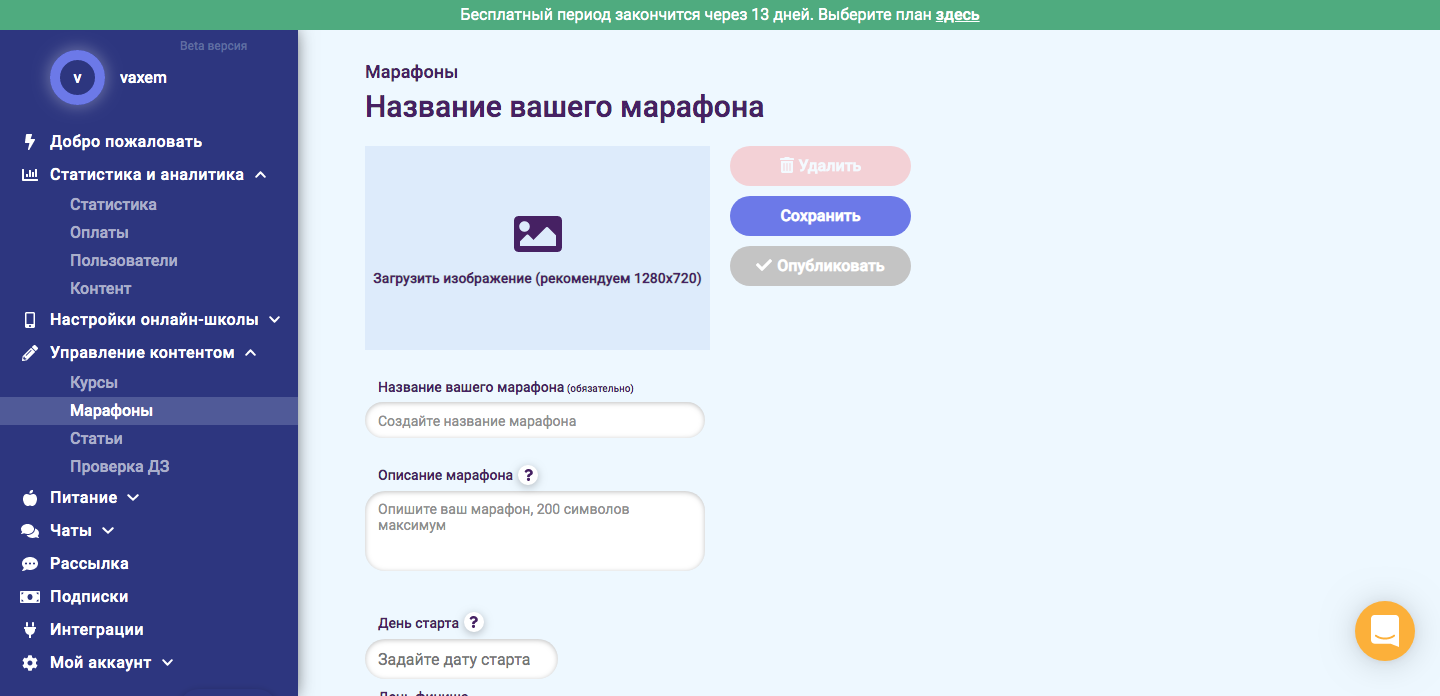 Бесплатный период закончится через 13 дней. Выберите план здесь
Beta версия
v
vaxem
Добро пожаловать
Статистика и аналитика
Статистика
Оплаты
Пользователи
Контент
Настройки онлайн-школы
Управление контентом
Курсы
Марафоны
Статьи
Проверка ДЗ
Питание
Чаты
Рассылка
Подписки
Интеграции
Мой аккаунт
Марафоны
Название вашего марафона
Загрузить изображение (рекомендуем 1280x720)
Удалить
Сохранить
Опубликовать
Название вашего марафона (обязательно)
Создайте название марафона
Описание марафона ?
Опишите ваш марафон, 200 символов
максимум
День старта ?
Задайте дату старта
День финиша